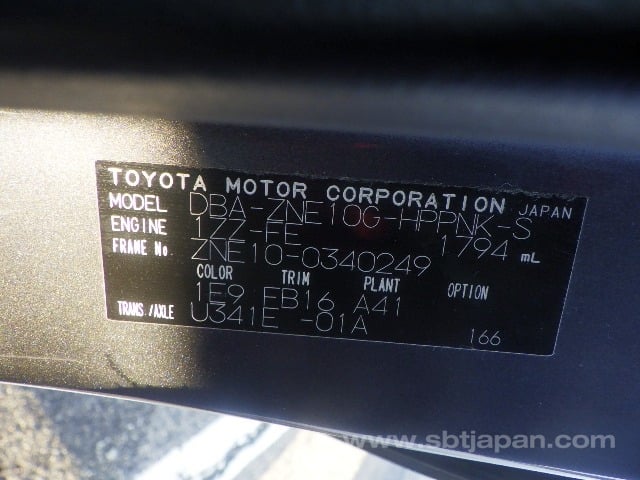 TOYOTA MOTOR CORPORATION JAPAN
MODEL DBA-ZNE10G-HPPNK-S
ENGINE 1ZZ-FE 1794 mL
FRAME No. ZNE10-0340249
COLOR TRIM PLANT OPTION
1E9 EB16 A41
TRANS./AXLE U341E -01A
166
www.sbtjapan.com